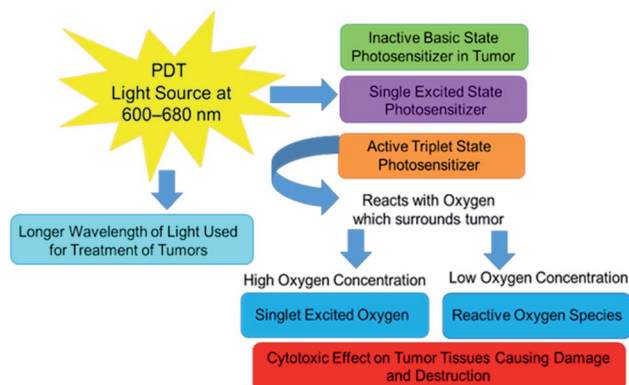 PDT
Light Source at
600–680 nm
Inactive Basic State
Photosensitizer in Tumor
Single Excited State
Photosensitizer
Active Triplet State
Photosensitizer
Reacts with Oxygen
which surrounds tumor
Longer Wavelength of Light Used
for Treatment of Tumors
High Oxygen Concentration
Low Oxygen Concentration
Singlet Excited Oxygen
Reactive Oxygen Species
Cytotoxic Effect on Tumor Tissues Causing Damage
and Destruction